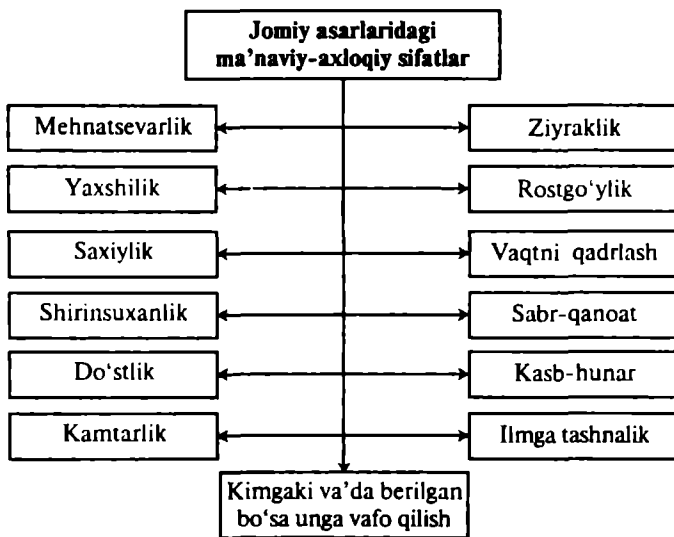 Jomiy asarlaridagi
ma’naviy-axloqiy sifatlar
Mehnatsevarlik
Ziyraklik
Yaxshilik
Rostgo‘ylik
Saxiylik
Vaqtni qadrlash
Shirinsuxanlik
Sabr-qanoat
Do‘stlik
Kasb-hunar
Kamtarlik
Ilmga tashnalik
Kimgaki va’da berilgan
bo‘sa unga vafo qilish